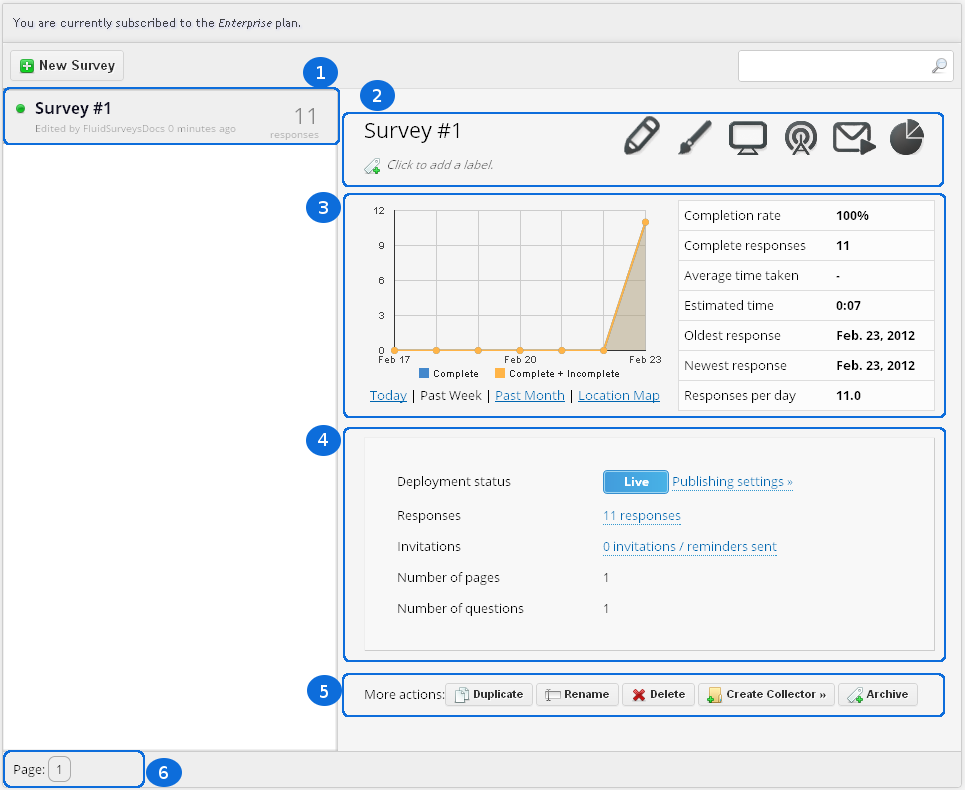 You are currently subscribed to the Enterprise plan.
New Survey
1
Survey #1
11
Edited by FluidSurveysDocs 0 minutes ago
responses
2
Survey #1
Click to add a label.
3
12
9
6
3
0
Feb 17 Feb 20 Feb 23
Complete Complete + Incomplete
Today | Past Week | Past Month | Location Map
Completion rate 100%
Complete responses 11
Average time taken -
Estimated time 0:07
Oldest response Feb. 23, 2012
Newest response Feb. 23, 2012
Responses per day 11.0
4
Deployment status Live Publishing settings »
Responses 11 responses
Invitations 0 invitations / reminders sent
Number of pages 1
Number of questions 1
5
More actions: Duplicate Rename Delete Create Collector » Archive
Page: 1
6